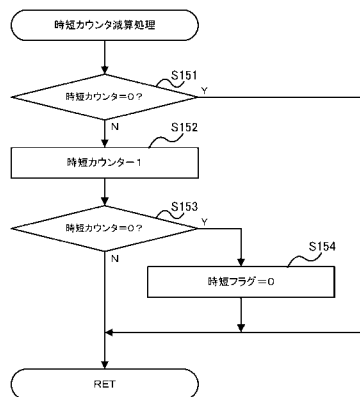 時短カウンタ減算処理
S151
時短カウンタ=0?
Y
N
S152
時短カウンター1
S153
時短カウンタ=0?
Y
N
S154
時短フラグ=0
RET